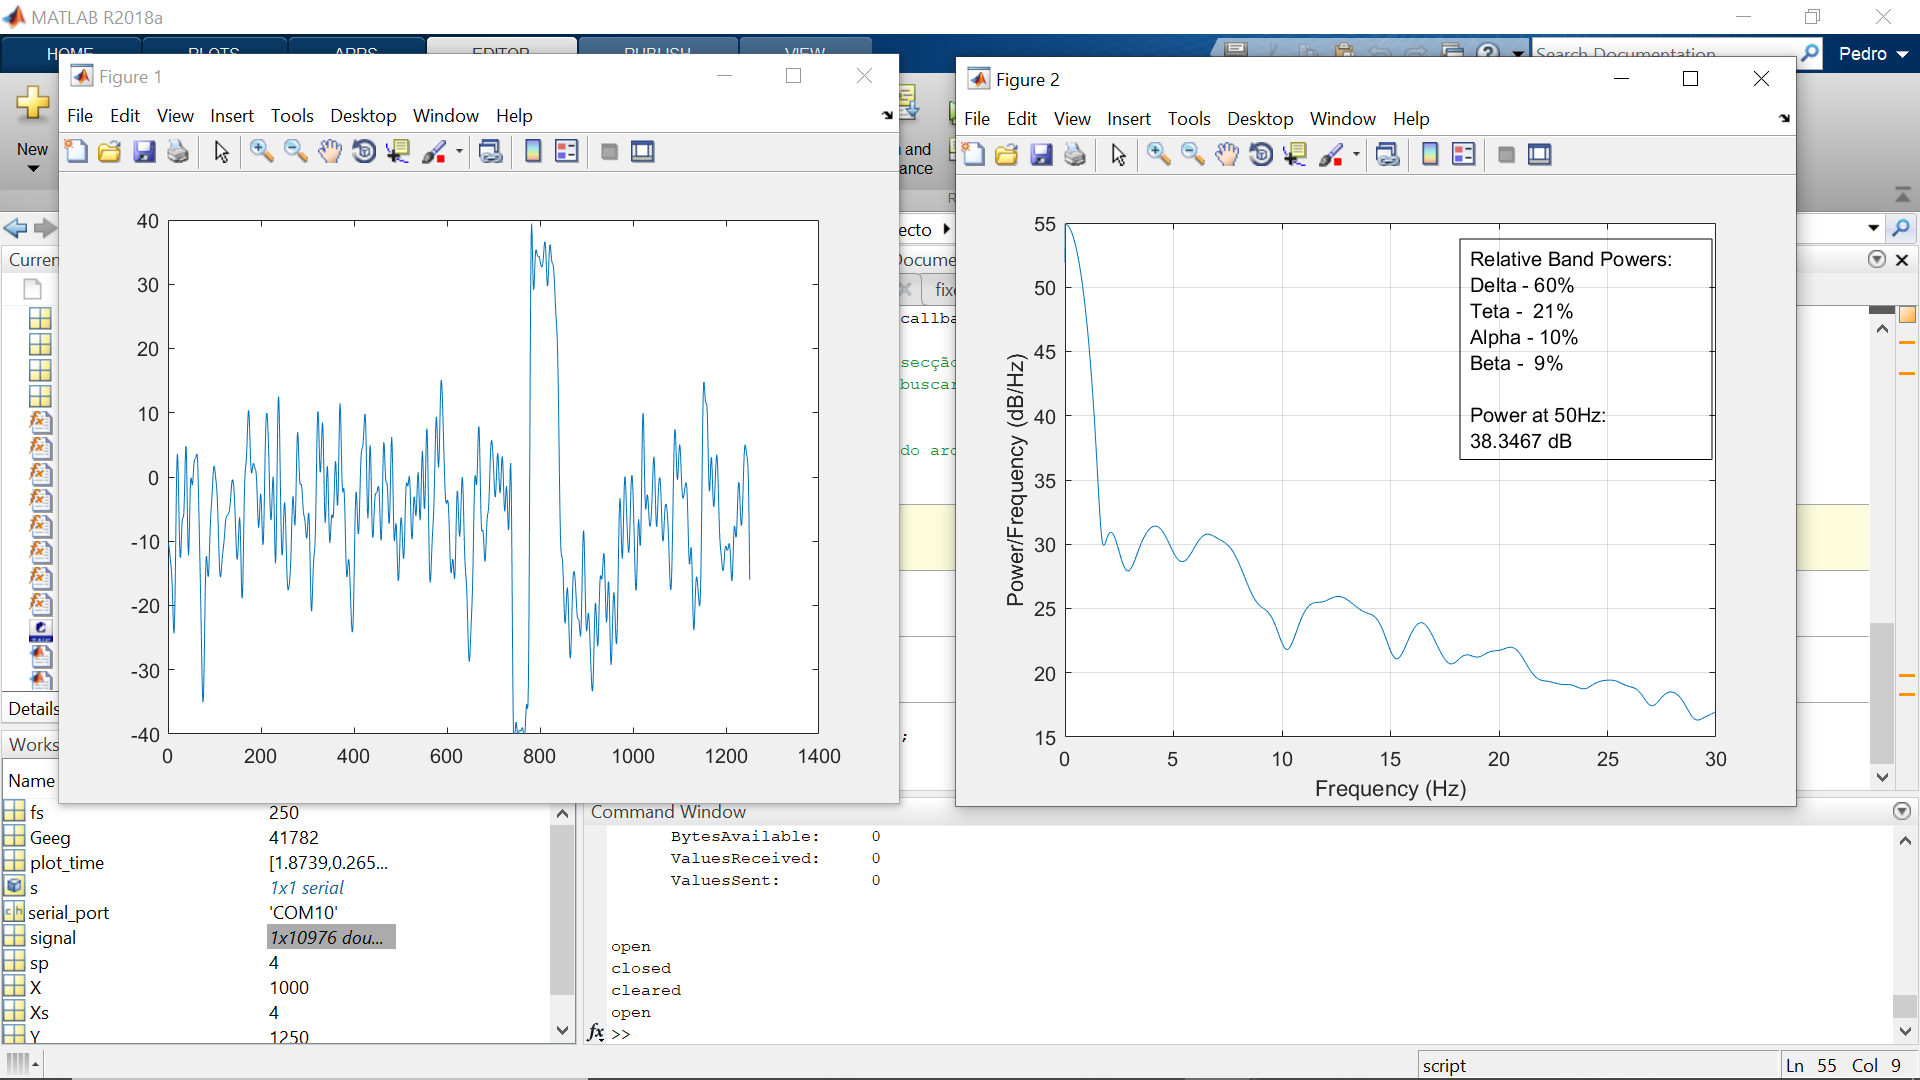 MATLAB R2018a
HOME PLOTS APPS EDITOR PUBLISH VIEW
Search Documentation
Pedro
New
Figure 1
File Edit View Insert Tools Desktop Window Help
40
30
20
10
0
-10
-20
-30
-40
0 200 400 600 800 1000 1200 1400
Figure 2
File Edit View Insert Tools Desktop Window Help
55
50
45
40
35
30
25
20
15
0 5 10 15 20 25 30
Power/Frequency (dB/Hz)
Frequency (Hz)
Relative Band Powers:
Delta - 60%
Teta - 21%
Alpha - 10%
Beta - 9%
Power at 50Hz:
38.3467 dB
and
ance
ecto
Docume
fix
callba
secção
buscar
do arq
;
Curren
Details
Works
Name
fs 250
Geeg 41782
plot_time [1.8739,0.265...
s 1x1 serial
serial_port 'COM10'
signal 1x10976 dou...
sp 4
X 1000
Xs 4
Y 1250
Command Window
BytesAvailable: 0
ValuesReceived: 0
ValuesSent: 0
open
closed
cleared
open
fx >>
script
Ln 55 Col 9